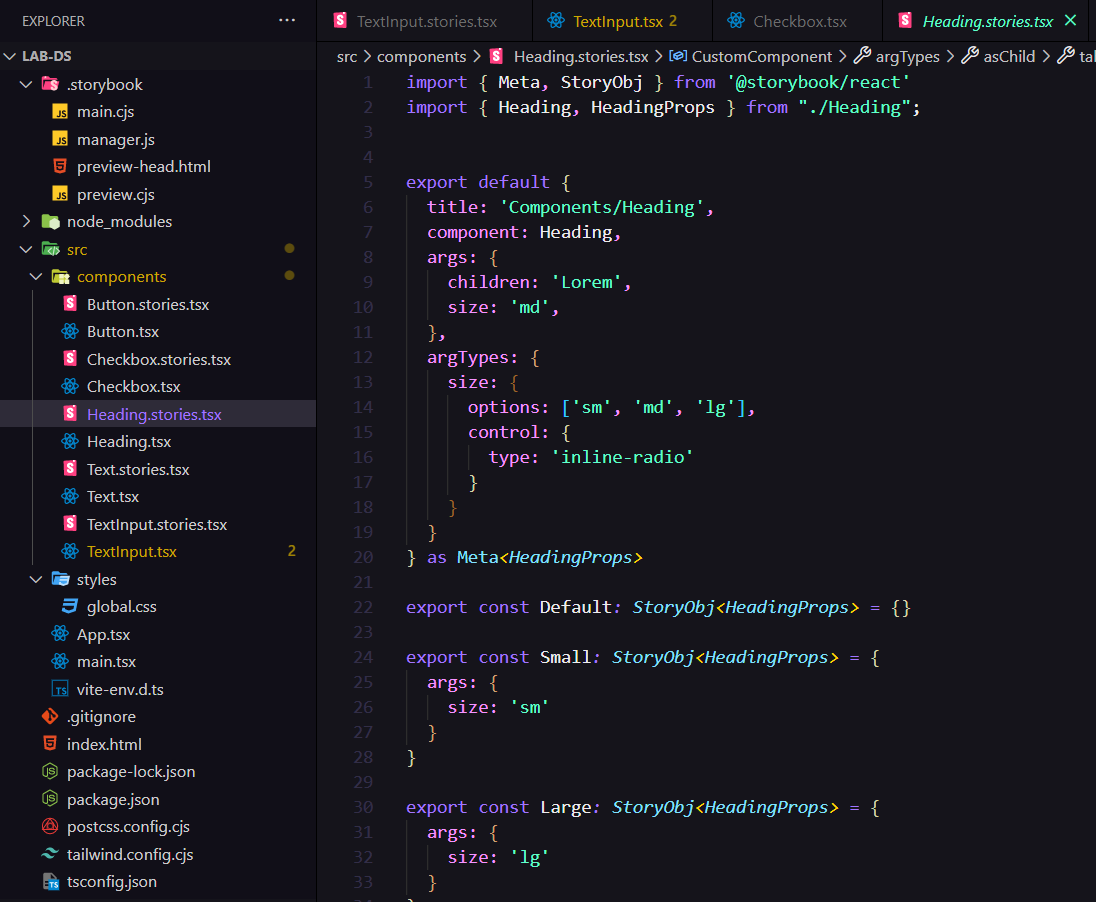 EXPLORER ...
LAB-DS
.storybook
main.cjs
manager.js
preview-head.html
preview.cjs
node_modules
src
components
Button.stories.tsx
Button.tsx
Checkbox.stories.tsx
Checkbox.tsx
Heading.stories.tsx
Heading.tsx
Text.stories.tsx
Text.tsx
TextInput.stories.tsx
TextInput.tsx 2
styles
global.css
App.tsx
main.tsx
vite-env.d.ts
.gitignore
index.html
package-lock.json
package.json
postcss.config.cjs
tailwind.config.cjs
tsconfig.json
TextInput.stories.tsx TextInput.tsx 2 Checkbox.tsx Heading.stories.tsx
src > components > Heading.stories.tsx > CustomComponent > argTypes > asChild >
1 import { Meta, StoryObj } from '@storybook/react'
2 import { Heading, HeadingProps } from "./Heading";
3
4
5 export default {
6 title: 'Components/Heading',
7 component: Heading,
8 args: {
9 children: 'Lorem',
10 size: 'md',
11 },
12 argTypes: {
13 size: {
14 options: ['sm', 'md', 'lg'],
15 control: {
16 type: 'inline-radio'
17 }
18 }
19 }
20 } as Meta<HeadingProps>
21
22 export const Default: StoryObj<HeadingProps> = {}
23
24 export const Small: StoryObj<HeadingProps> = {
25 args: {
26 size: 'sm'
27 }
28 }
29
30 export const Large: StoryObj<HeadingProps> = {
31 args: {
32 size: 'lg'
33 }